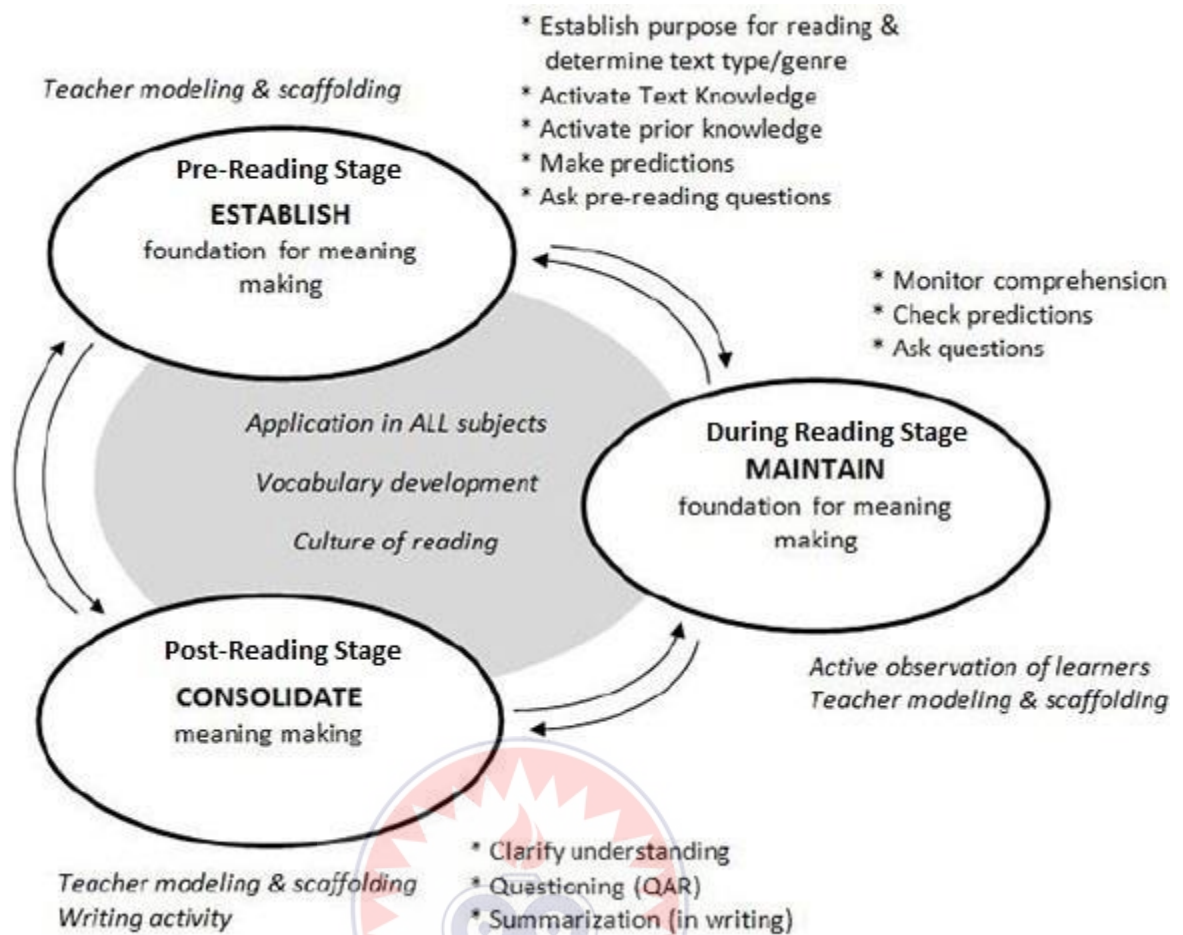 * Establish purpose for reading &
determine text type/genre
* Activate Text Knowledge
* Activate prior knowledge
* Make predictions
* Ask pre-reading questions
Teacher modeling & scaffolding
Pre-Reading Stage
ESTABLISH
foundation for meaning
making
* Monitor comprehension
* Check predictions
* Ask questions
Application in ALL subjects
Vocabulary development
Culture of reading
During Reading Stage
MAINTAIN
foundation for meaning
making
Active observation of learners
Teacher modeling & scaffolding
Post-Reading Stage
CONSOLIDATE
meaning making
Teacher modeling & scaffolding
Writing activity
* Clarify understanding
* Questioning (QAR)
* Summarization (in writing)